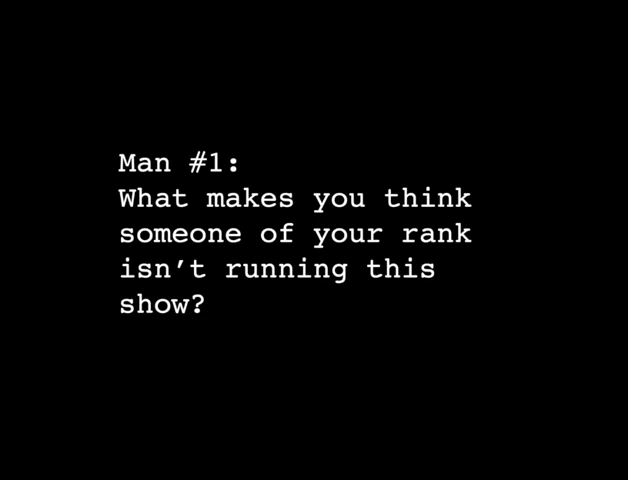 Man #1:
What makes you think
someone of your rank
isn’t running this
show?